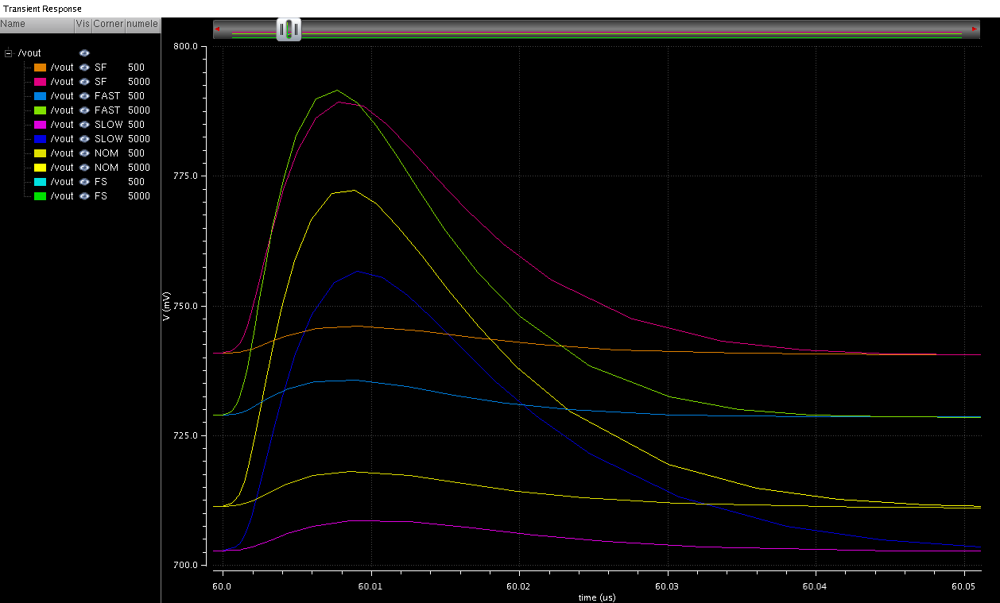 Transient Response
Name Vis Corner numele
/vout
/vout SF 500
/vout SF 5000
/vout FAST 500
/vout FAST 5000
/vout SLOW 500
/vout SLOW 5000
/vout NOM 500
/vout NOM 5000
/vout FS 500
/vout FS 5000
800.0
775.0
750.0
725.0
700.0
V (mV)
60.0 60.01 60.02 60.03 60.04 60.05
time (us)